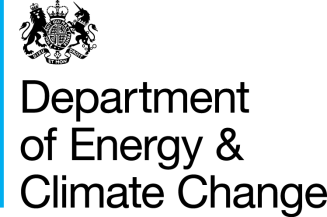 Department
of Energy &
Climate Change